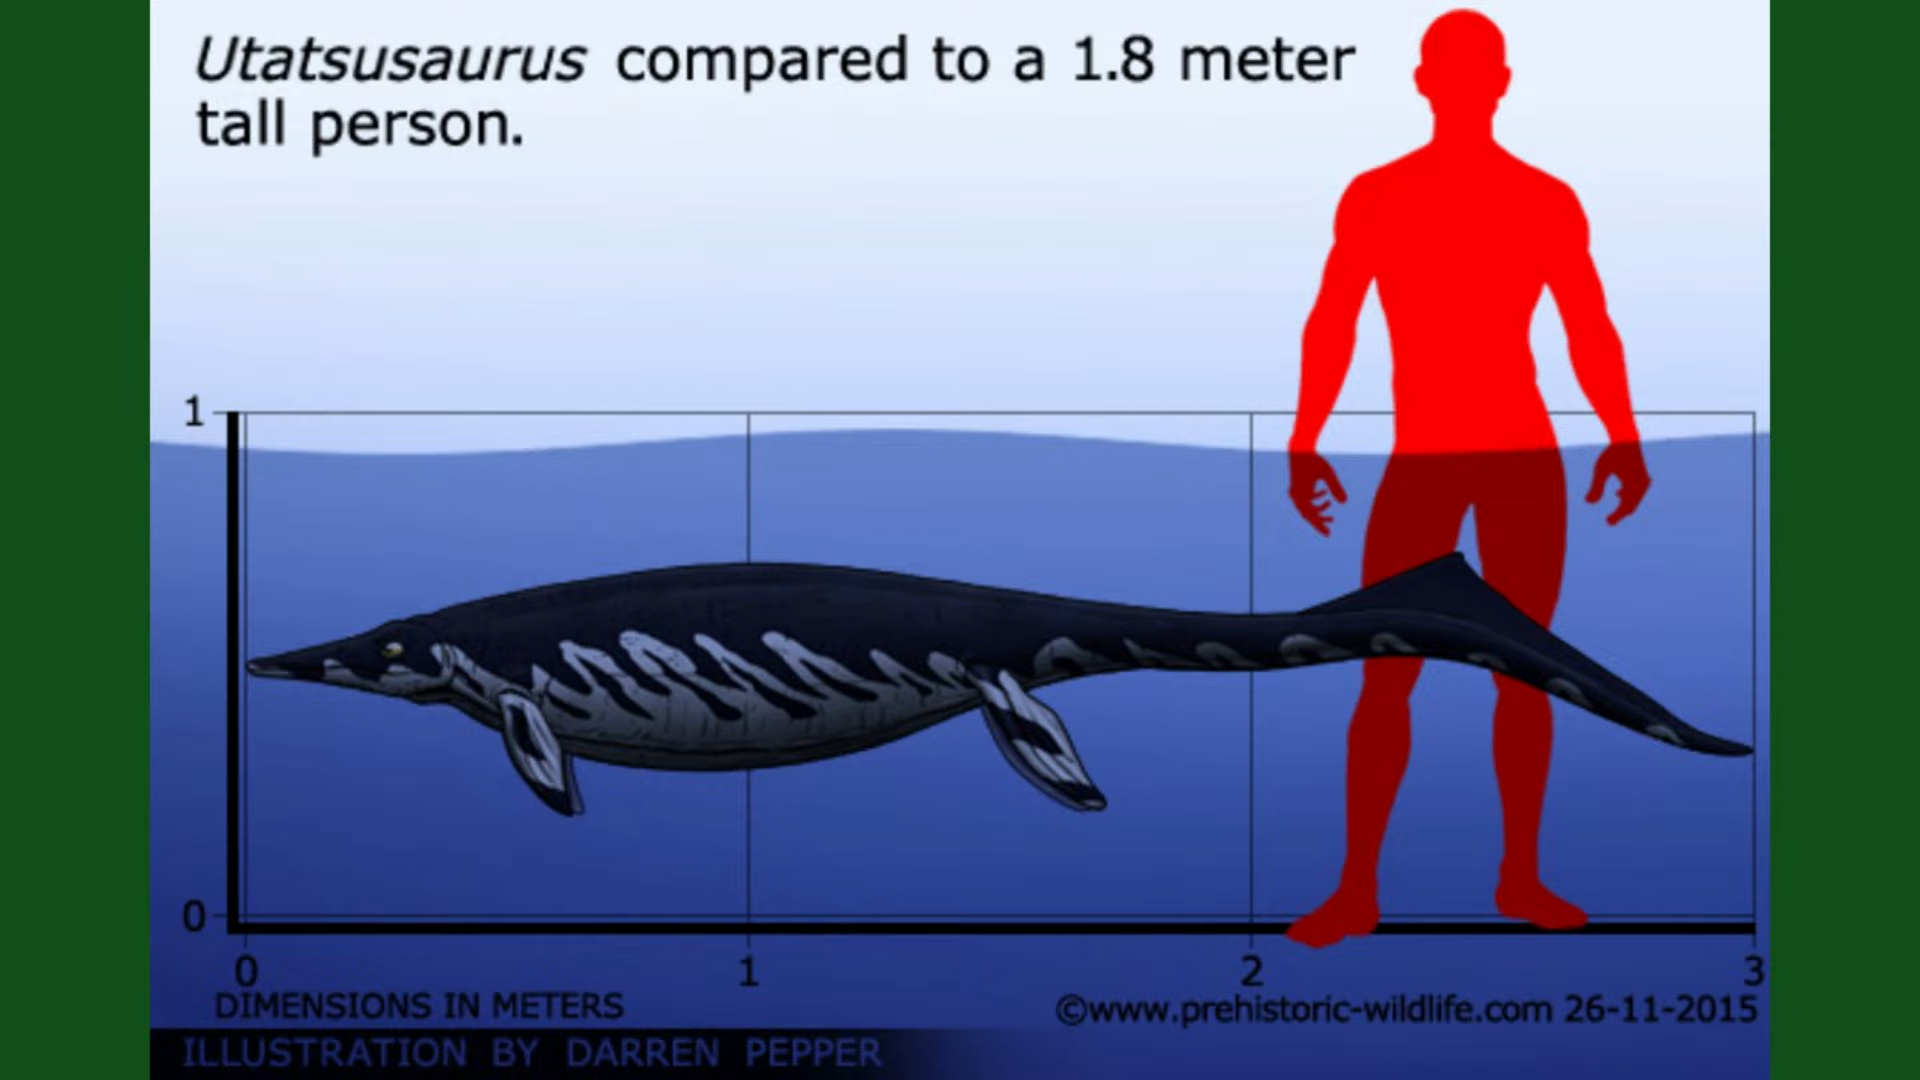 Utatsusaurus compared to a 1.8 meter
tall person.
1
0
0 1 2 3
DIMENSIONS IN METERS
©www.prehistoric-wildlife.com 26-11-2015
ILLUSTRATION BY DARREN PEPPER